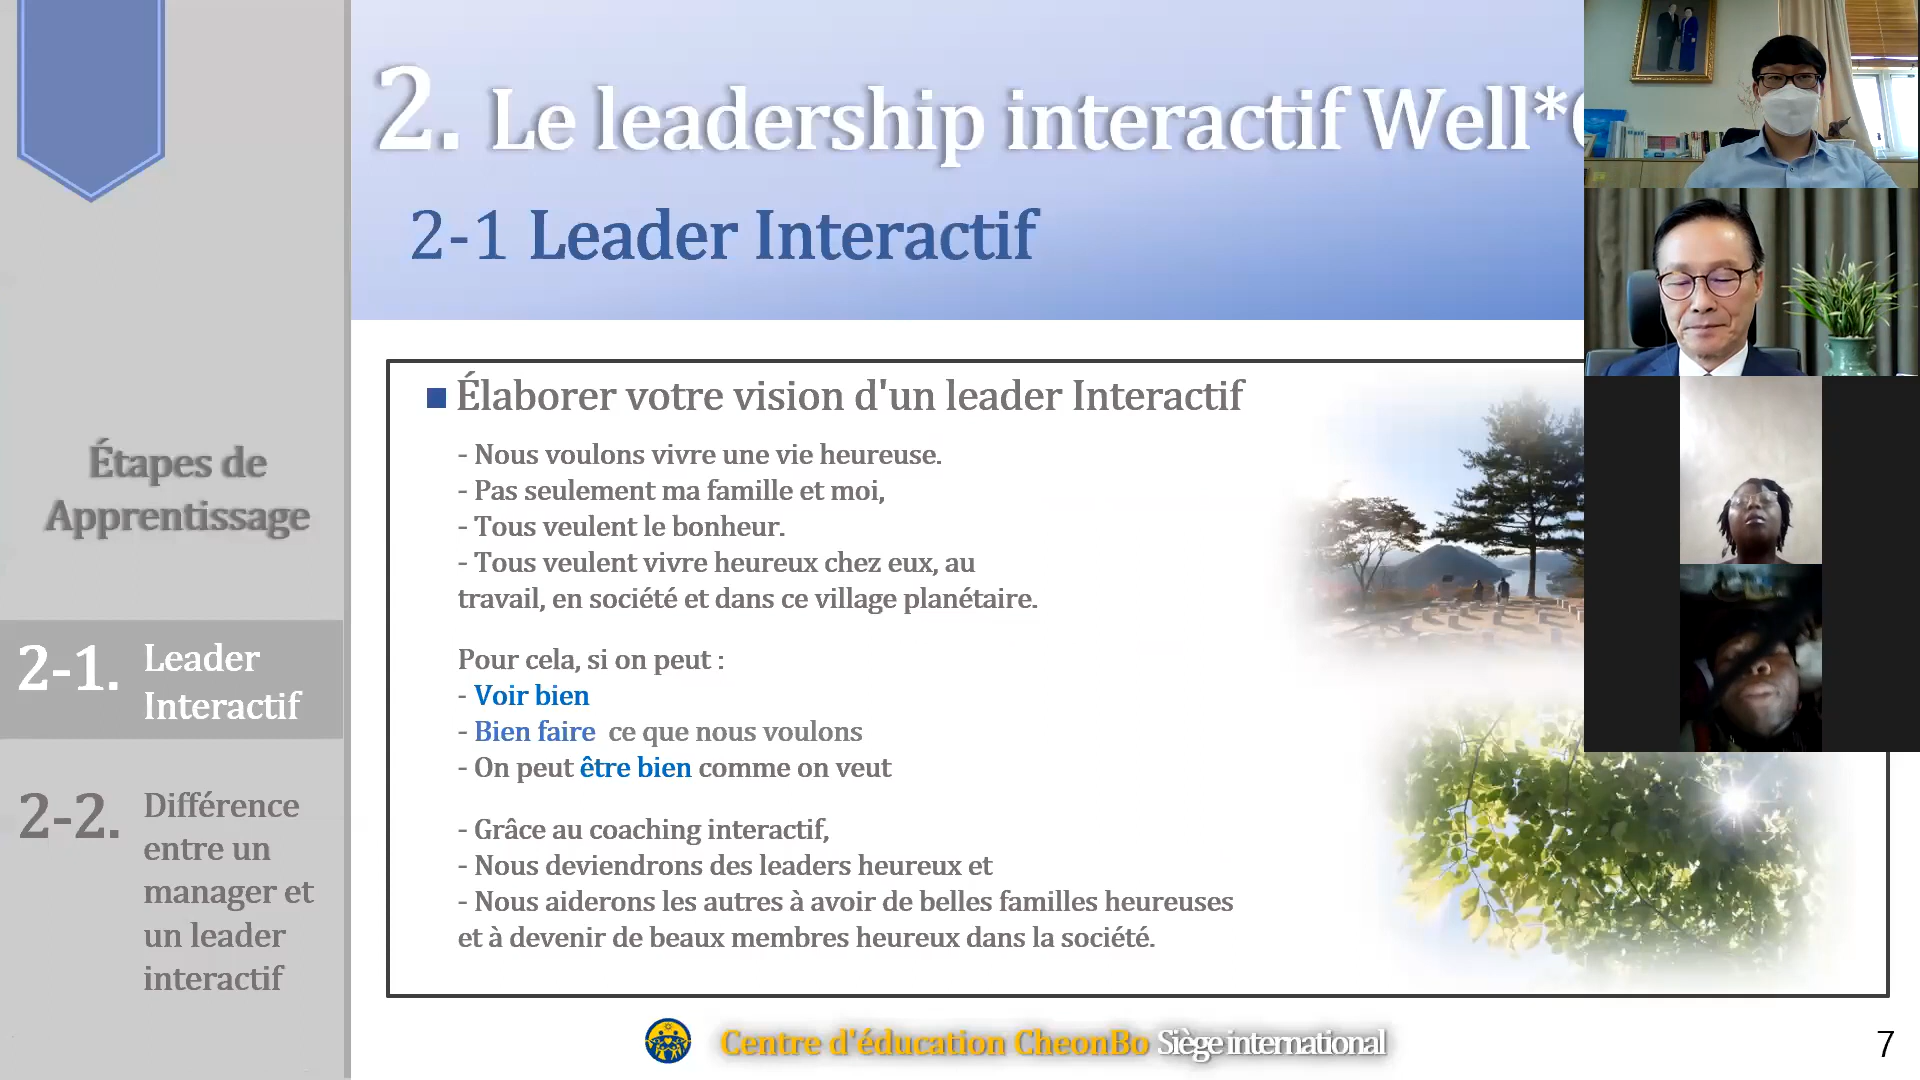 2. Le leadership interactif Well*
2-1 Leader Interactif
Étapes de
Apprentissage
2-1. Leader
Interactif
2-2. Différence
entre un
manager et
un leader
interactif
Élaborer votre vision d'un leader Interactif
- Nous voulons vivre une vie heureuse.
- Pas seulement ma famille et moi,
- Tous veulent le bonheur.
- Tous veulent vivre heureux chez eux, au
travail, en société et dans ce village planétaire.
Pour cela, si on peut :
- Voir bien
- Bien faire ce que nous voulons
- On peut être bien comme on veut
- Grâce au coaching interactif,
- Nous deviendrons des leaders heureux et
- Nous aiderons les autres à avoir de belles familles heureuses
et à devenir de beaux membres heureux dans la société.
Centre d'éducation CheonBo Siège international
7